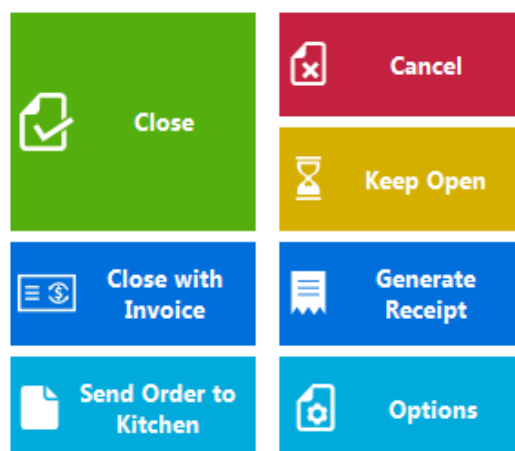 Close
Cancel
Keep Open
Close with
Invoice
Generate
Receipt
Send Order to
Kitchen
Options